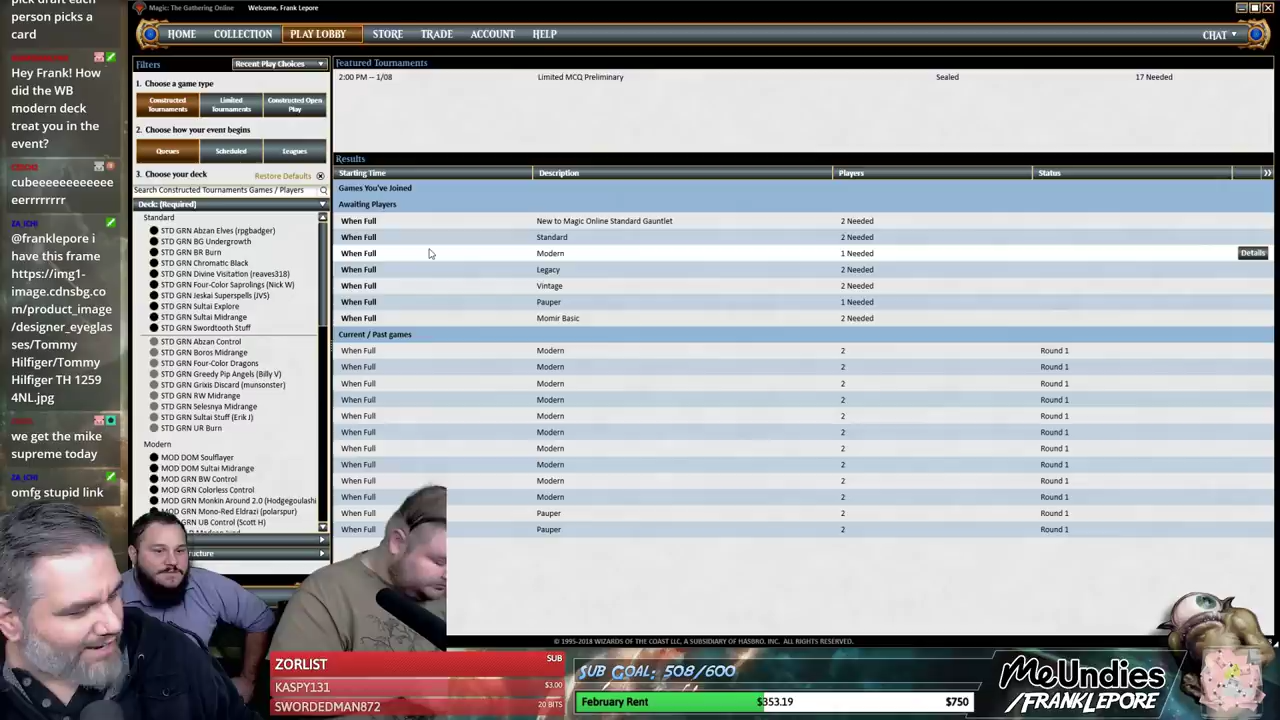 pick draft each
person picks a
card
Hey Frank! How
did the WB
modern deck
treat you in the
event?
cubeeeeeeeeeee
eerrrrrrr
ZA_ICHI
@franklepore i
have this frame
https://img1-
image.cdnsbg.co
m/product_image
/designer_eyeglas
ses/Tommy
Hilfiger/Tommy
Hilfiger TH 1259
4NL.jpg
we get the mike
supreme today
ZA_ICHI
omfg stupid link
Magic: The Gathering Online Welcome, Frank Lepore
HOME COLLECTION PLAY LOBBY STORE TRADE ACCOUNT HELP CHAT
Filters Recent Play Choices
1. Choose a game type
Constructed Tournaments Limited Tournaments Constructed Open Play
2. Choose how your event begins
Queues Scheduled Leagues
3. Choose your deck Restore Defaults
Search Constructed Tournaments Games / Players
Deck: (Required)
Standard
STD GRN Abzan Elves (rpgbadger)
STD GRN BG Undergrowth
STD GRN BR Burn
STD GRN Chromatic Black
STD GRN Divine Visitation (reaves318)
STD GRN Four-Color Saprolings (Nick W)
STD GRN Jeskai Superspells (JVS)
STD GRN Sultai Explore
STD GRN Sultai Midrange
STD GRN Swordtooth Stuff
STD GRN Abzan Control
STD GRN Boros Midrange
STD GRN Four-Color Dragons
STD GRN Greedy Pip Angels (Billy V)
STD GRN Grixis Discard (munsonster)
STD GRN RW Midrange
STD GRN Selesnya Midrange
STD GRN Sultai Stuff (Erik J)
STD GRN UR Burn
Modern
MOD DOM Soulflayer
MOD DOM Sultai Midrange
MOD GRN BW Control
MOD GRN Colorless Control
MOD GRN Monkin Around 2.0 (Hodgegoulashi
MOD GRN Mono-Red Eldrazi (polarspur)
GRN UB Control (Scott H)
ucture
Featured Tournaments
2:00 PM -- 1/08 Limited MCQ Preliminary Sealed 17 Needed
Results
Starting Time Description Players Status
Games You've Joined
Awaiting Players
When Full New to Magic Online Standard Gauntlet 2 Needed
When Full Standard 2 Needed
When Full Modern 1 Needed Details
When Full Legacy 2 Needed
When Full Vintage 2 Needed
When Full Pauper 1 Needed
When Full Momir Basic 2 Needed
Current / Past games
When Full Modern 2 Round 1
When Full Modern 2 Round 1
When Full Modern 2 Round 1
When Full Modern 2 Round 1
When Full Modern 2 Round 1
When Full Modern 2 Round 1
When Full Modern 2 Round 1
When Full Modern 2 Round 1
When Full Modern 2 Round 1
When Full Modern 2 Round 1
When Full Pauper 2 Round 1
When Full Pauper 2 Round 1
© 1995-2018 WIZARDS OF THE COAST LLC, A SUBSIDIARY OF HASBRO, INC. ALL RIGHTS RESERVED.
ZORLIST SUB
KASPY131 $3.00
SWORDEDMAN872 20 BITS
SUB GOAL: 508/600
February Rent $353.19 $750
MeUndies
/FRANKLEPORE